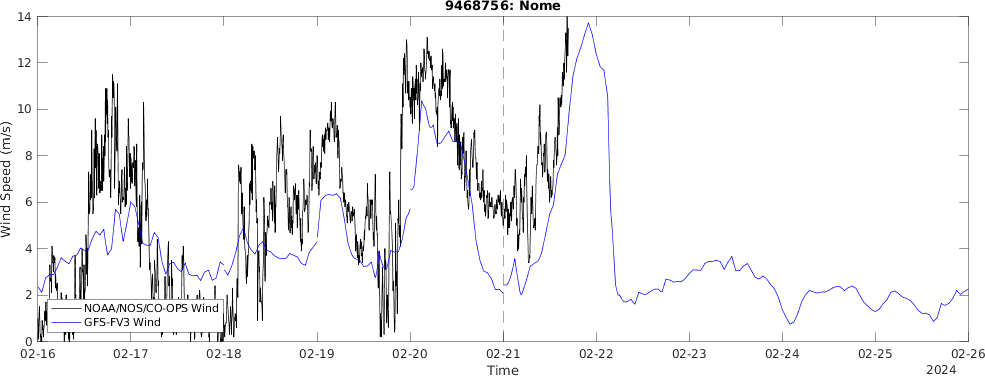 9468756: Nome
14
12
10
8
6
4
2
0
Wind Speed (m/s)
NOAA/NOS/CO-OPS Wind
GFS-FV3 Wind
02-16 02-17 02-18 02-19 02-20 02-21 02-22 02-23 02-24 02-25 02-26
Time
2024